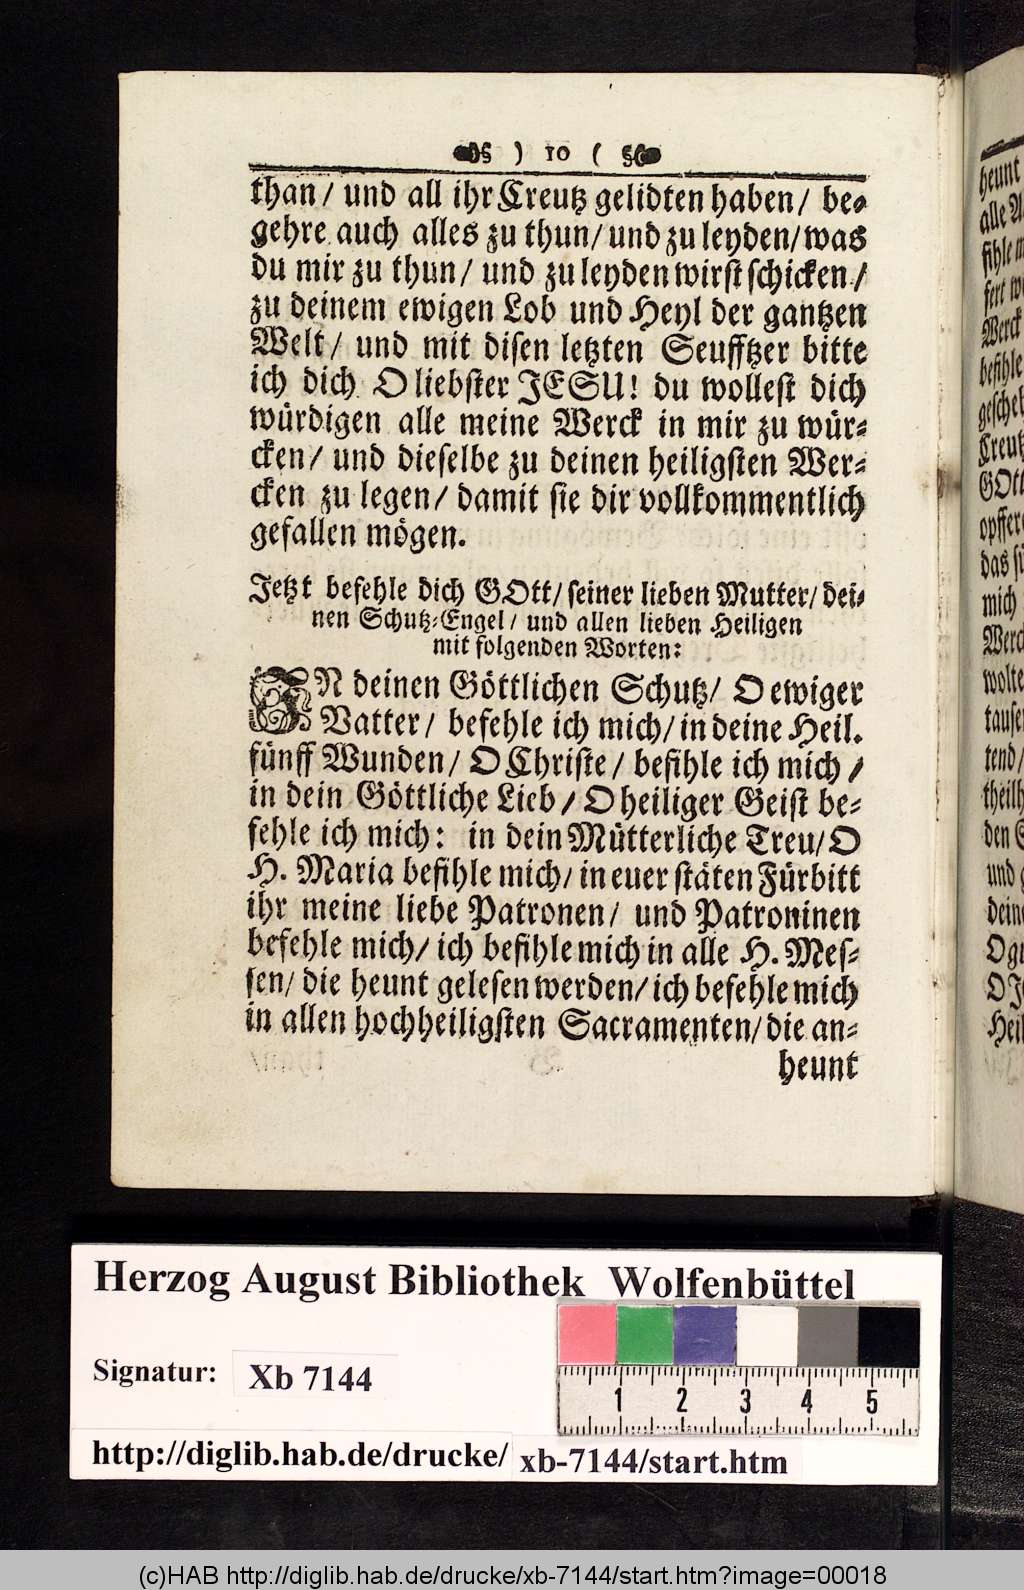 ) 10 (
than/ und all ihr Creutz gelidten haben/ be-
gehre auch alles zu thun/ und zu leyden/ was
du mir zu thun/ und zu leyden wirst schicken/
zu deinem ewigen Lob und Heyl der gantzen
Welt/ und mit disen letzten Seufftzer bitte
ich dich O liebster JESU! du wollest dich
würdigen alle meine Werck in mir zu wür-
cken/ und dieselbe zu deinen heiligsten Wer-
cken zu legen/ damit sie dir vollkommentlich
gefallen mögen.
Jetzt befehle dich GOtt/ seiner lieben Mutter/ dei-
nen Schutz-Engel/ und allen lieben Heiligen
mit folgenden Worten:
IN deinen Göttlichen Schutz/ O ewiger
Vatter/ befehle ich mich/ in deine Heil.
fünff Wunden/ O Christe/ befihle ich mich/
in dein Göttliche Lieb/ O heiliger Geist be-
fehle ich mich: in dein Mütterliche Treu/ O
H. Maria befihle mich/ in euer stäten Fürbitt
ihr meine liebe Patronen/ und Patroninen
befehle mich/ ich befihle mich in alle H. Mes-
sen/ die heunt gelesen werden/ ich befehle mich
in allen hochheiligsten Sacramenten/ die an-
heunt
heunt
alle
fert
Werck
befihle
Creutz
mich
tend/
und
Herzog August Bibliothek Wolfenbüttel
Signatur: Xb 7144
1 2 3 4 5
http://diglib.hab.de/drucke/ xb-7144/start.htm
(c)HAB http://diglib.hab.de/drucke/xb-7144/start.htm?image=00018